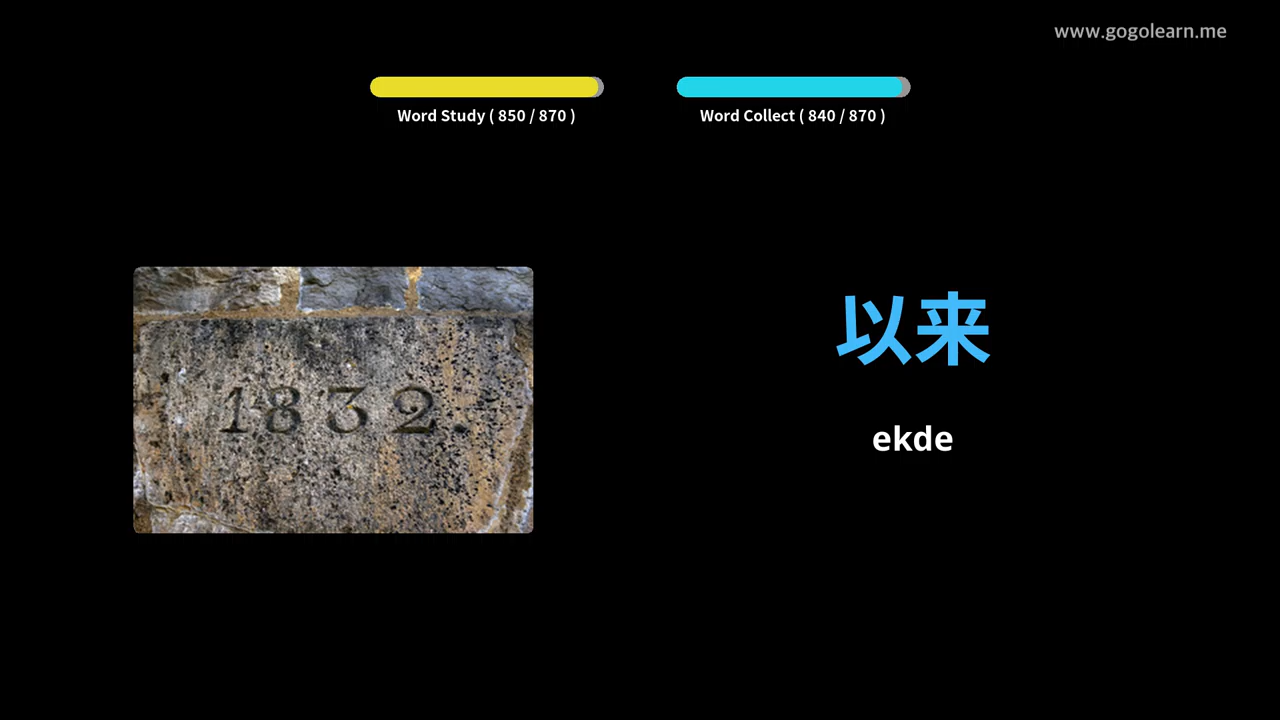 www.gogolearn.me
Word Study ( 850 / 870 )
Word Collect ( 840 / 870 )
1832.
以来
ekde